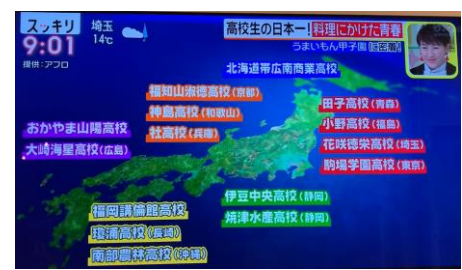 スッキリ
9:01
埼玉
14℃
提供:アフロ
高校生の日本一!料理にかけた青春
うまいもん甲子園に密着!
北海道帯広南商業高校
福知山淑徳高校(京都)
神島高校(和歌山)
社高校(兵庫)
おかやま山陽高校
大崎海星高校(広島)
田子高校(青森)
小野高校(福島)
花咲徳栄高校(埼玉)
駒場学園高校(東京)
伊豆中央高校(静岡)
焼津水産高校(静岡)
福岡講倫館高校
瓊浦高校(長崎)
南部農林高校(沖縄)